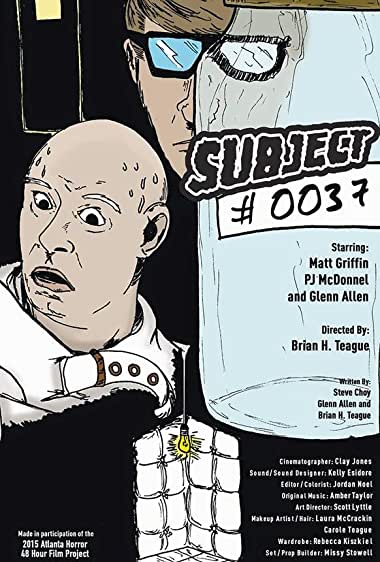 SUBJECT
# 0037
Starring:
Matt Griffin
PJ McDonnel
and Glenn Allen
Directed By:
Brian H. Teague
Written By:
Steve Choy
Glenn Allen and
Brian H. Teague
Cinematographer: Clay Jones
Sound/Sound Designer: Kelly Esidore
Editor/Colorist: Jordan Noel
Original Music: Amber Taylor
Art Director: Scott Lyttle
Makeup Artist/Hair: Laura McCrackin
Carole Teague
Wardrobe: Rebecca Kiszkiel
Set/Prop Builder: Missy Stowell
Made in participation of the
2015 Atlanta Horror
48 Hour Film Project